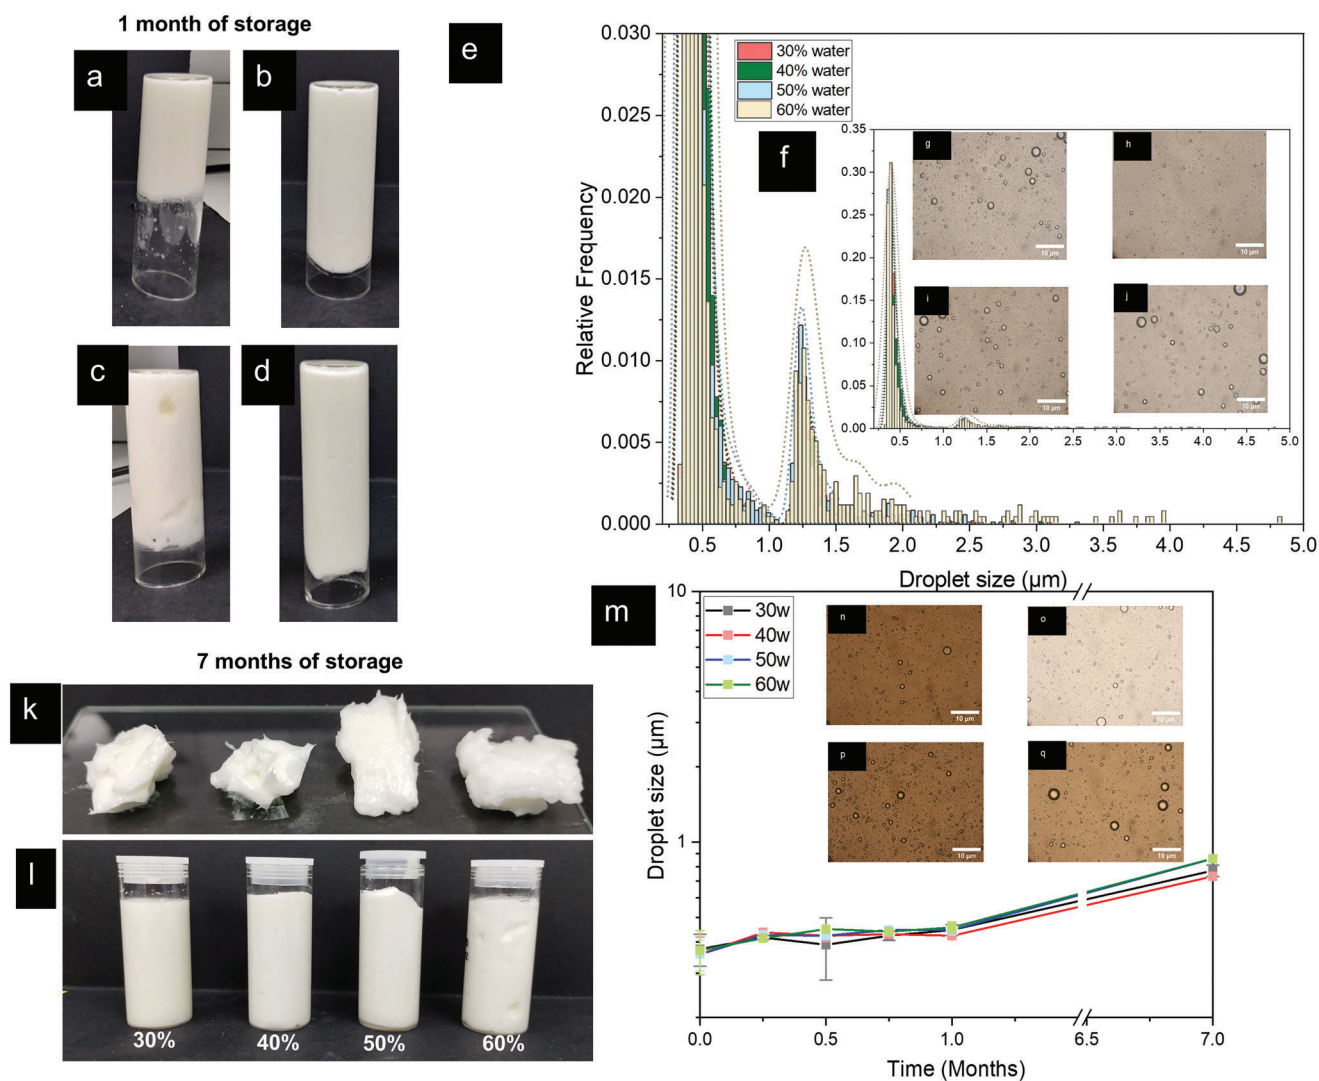 1 month of storage
a
b
c
d
e
0.030
0.025
0.020
0.015
0.010
0.005
0.000
Relative Frequency
30% water
40% water
50% water
60% water
f
0.35
0.30
0.25
0.20
0.15
0.10
0.05
0.00
g
10 µm
h
10 µm
i
10 µm
j
10 µm
0.5 1.0 1.5 2.0 2.5 3.0 3.5 4.0 4.5 5.0
0.5 1.0 1.5 2.0 2.5 3.0 3.5 4.0 4.5 5.0
Droplet size (µm)
7 months of storage
k
l
30% 40% 50% 60%
m
10
1
Droplet size (µm)
30w
40w
50w
60w
n
10 µm
o
10 µm
p
10 µm
q
10 µm
0.0 0.5 1.0 6.5 7.0
Time (Months)